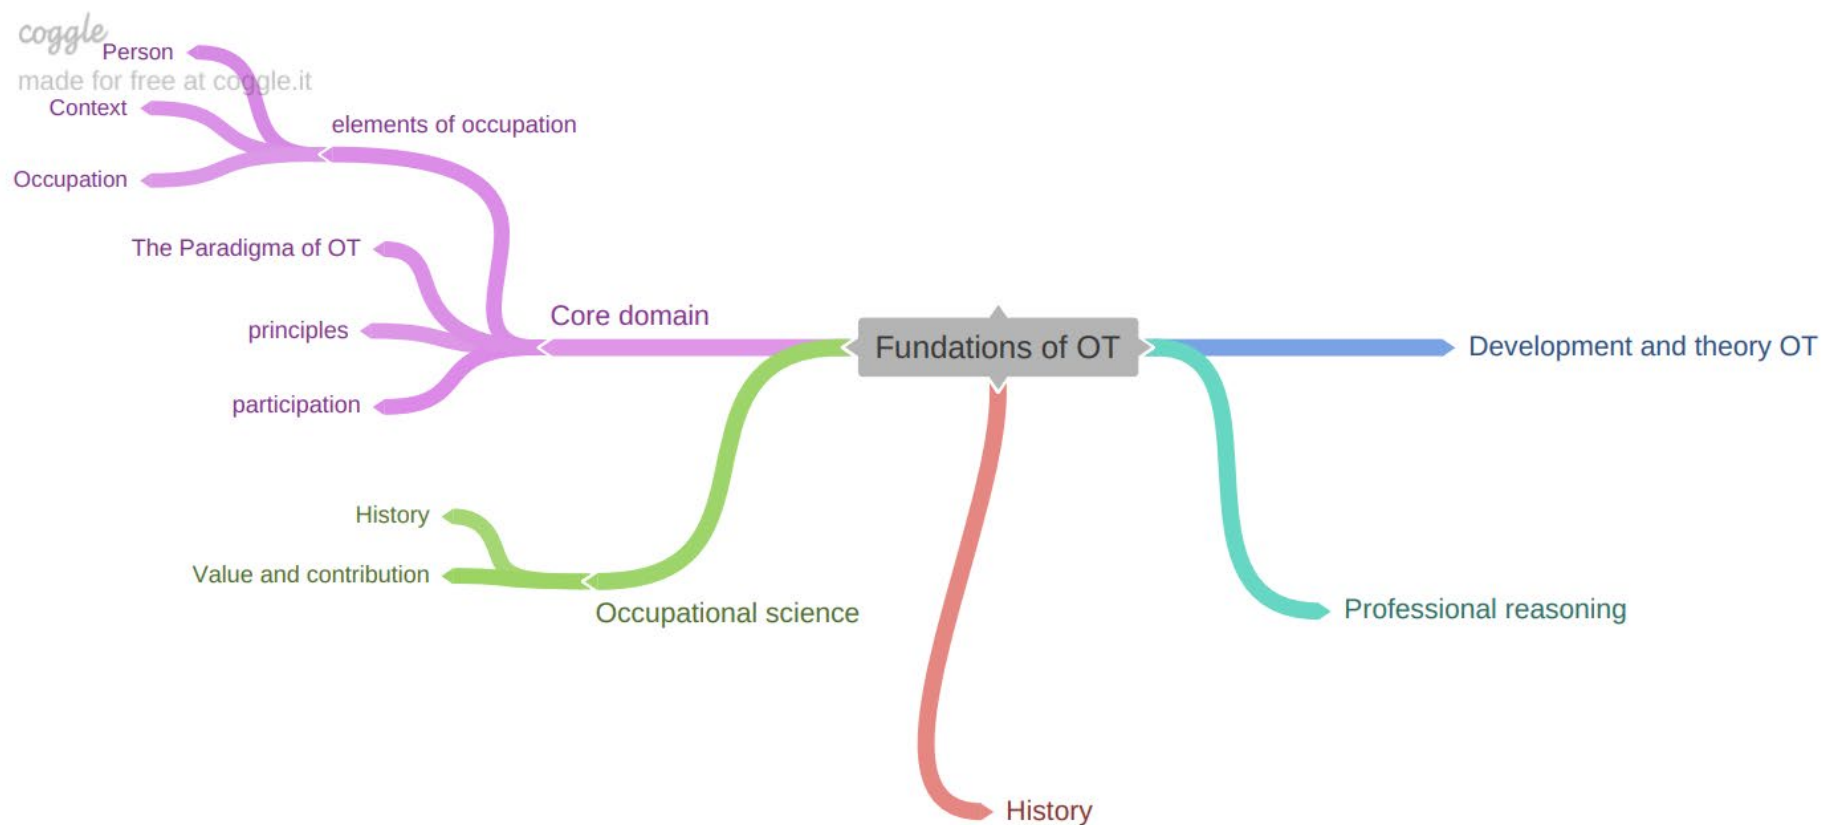 coggle
made for free at coggle.it
Person
Context
Occupation
elements of occupation
The Paradigma of OT
principles
participation
Core domain
History
Value and contribution
Occupational science
Fundations of OT
Development and theory OT
Professional reasoning
History